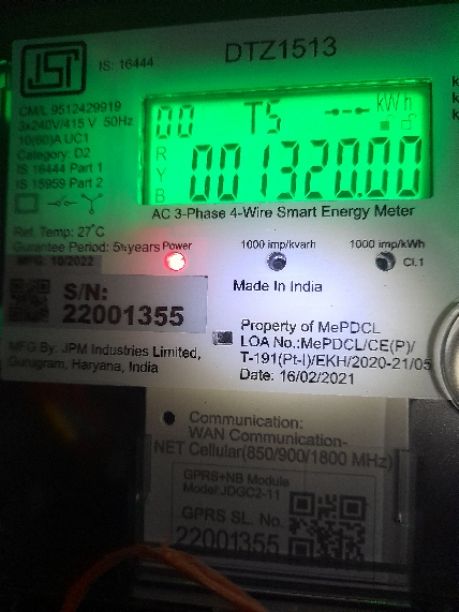 IS: 16444
DTZ1513
CM/L 9512429919
3x240V/415 V 50Hz
10(60)A UC1
Category: D2
IS 16444 Part 1
IS 15959 Part 2
00 T5 kWh
R
Y
B
001320.00
AC 3-Phase 4-Wire Smart Energy Meter
Ref. Temp: 27°C
Gurantee Period: 5½years
MFG: 10/2022
Power
1000 imp/kvarh
1000 imp/kWh
Cl.1
Made In India
S/N:
22001355
MFG By: JPM Industries Limited,
Gurugram, Haryana, India
Property of MePDCL
LOA No.:MePDCL/CE(P)/
T-191(Pt-I)/EKH/2020-21/05
Date: 16/02/2021
Communication:
WAN Communication-
NET Cellular(850/900/1800 MHz)
GPRS+NB Module
Model:JDGC2-11
GPRS SL. No.
22001355